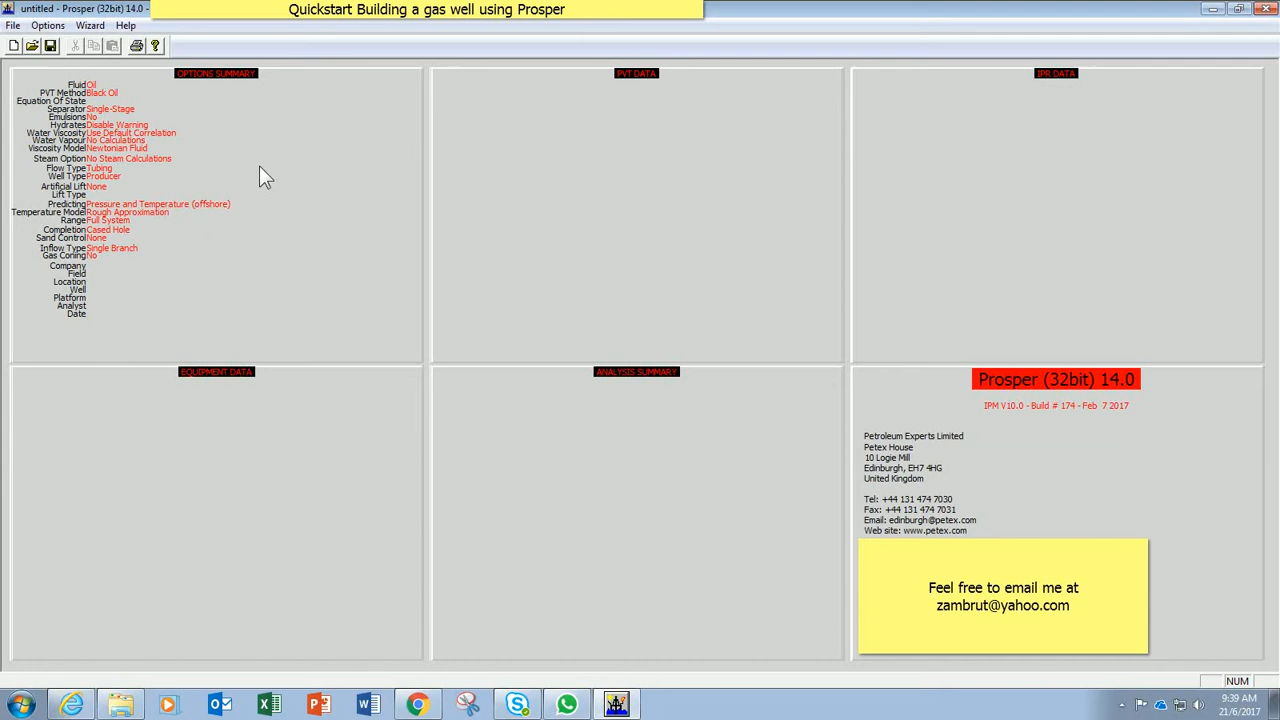 untitled - Prosper (32bit) 14.0 -
Quickstart Building a gas well using Prosper
File Options Wizard Help
OPTIONS SUMMARY
Fluid Oil
PVT Method Black Oil
Equation Of State
Separator Single-Stage
Emulsions No
Hydrates Disable Warning
Water Viscosity Use Default Correlation
Water Vapour No Calculations
Viscosity Model Newtonian Fluid
Steam Option No Steam Calculations
Flow Type Tubing
Well Type Producer
Artificial Lift None
Lift Type
Predicting Pressure and Temperature (offshore)
Temperature Model Rough Approximation
Range Full System
Completion Cased Hole
Sand Control None
Inflow Type Single Branch
Gas Coning No
Company
Field
Location
Well
Platform
Analyst
Date
PVT DATA
IPR DATA
EQUIPMENT DATA
ANALYSIS SUMMARY
Prosper (32bit) 14.0
IPM V10.0 - Build # 174 - Feb 7 2017
Petroleum Experts Limited
Petex House
10 Logie Mill
Edinburgh, EH7 4HG
United Kingdom
Tel: +44 131 474 7030
Fax: +44 131 474 7031
Email: edinburgh@petex.com
Web site: www.petex.com
Feel free to email me at
zambrut@yahoo.com
NUM
9:39 AM
21/6/2017